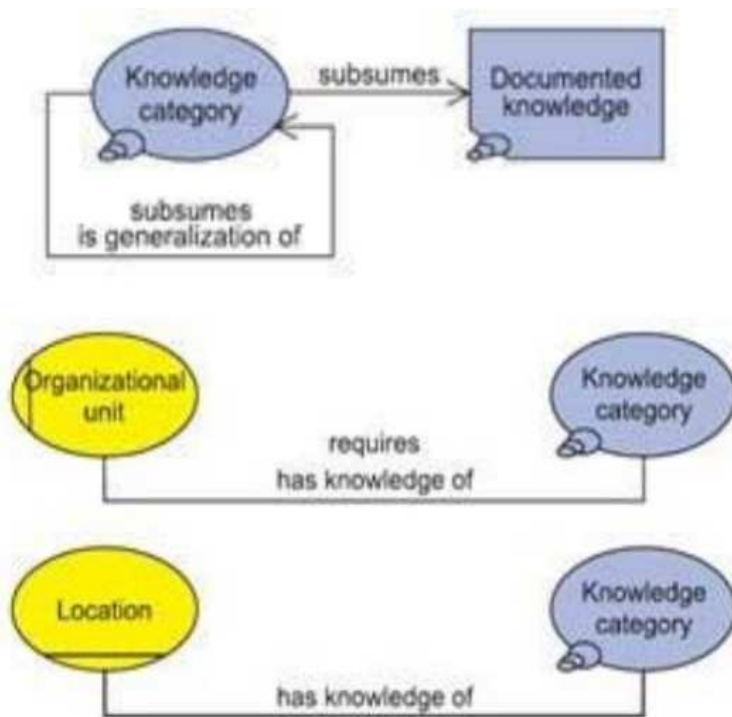 Knowledge
category
subsumes
Documented
knowledge
subsumes
is generalization of
Organizational
unit
Knowledge
category
requires
has knowledge of
Location
Knowledge
category
has knowledge of